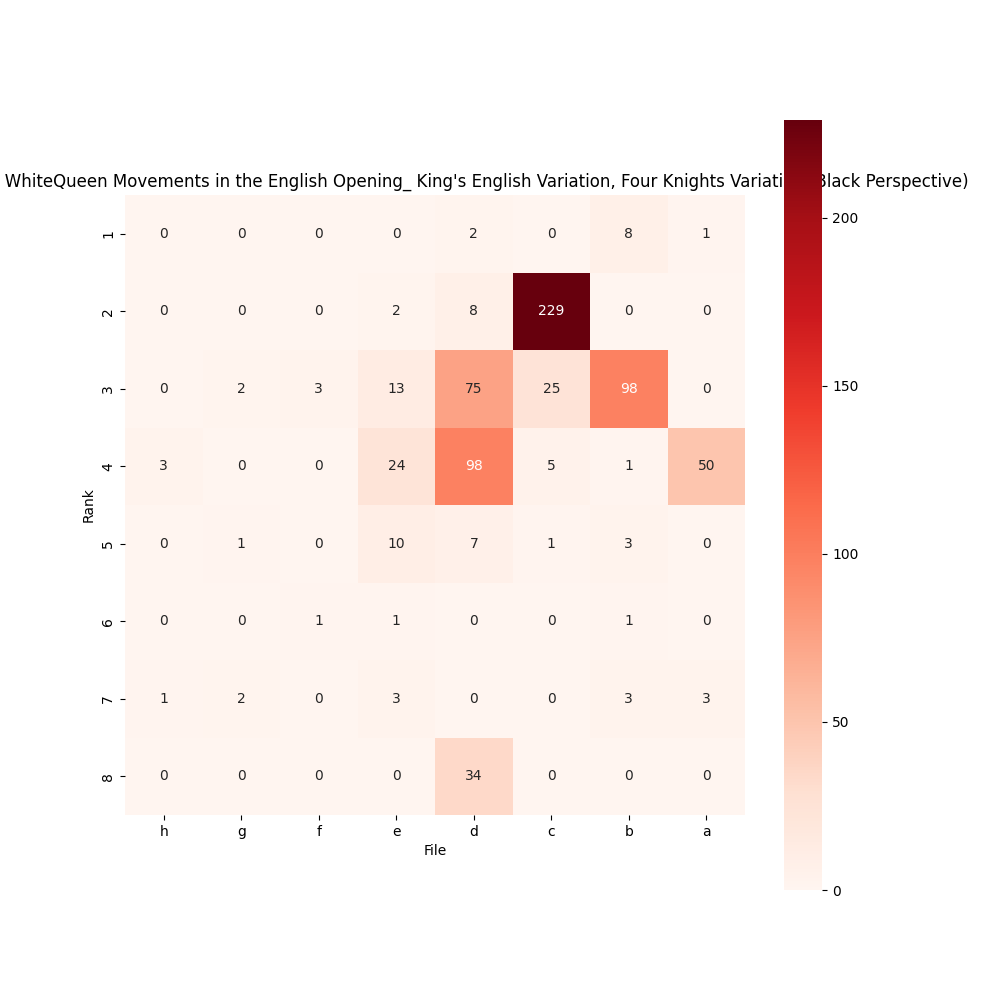 WhiteQueen Movements in the English Opening_ King's English Variation, Four Knights Variati Black Perspective)
1 0 0 0 0 2 0 8 1
200
2 0 0 0 2 8 229 0 0
150
3 0 2 3 13 75 25 98 0
4 3 0 0 24 98 5 1 50
Rank
5 0 1 0 10 7 1 3 0
100
6 0 0 1 1 0 0 1 0
7 1 2 0 3 0 0 3 3
50
8 0 0 0 0 34 0 0 0
h g f e d c b a
File
0